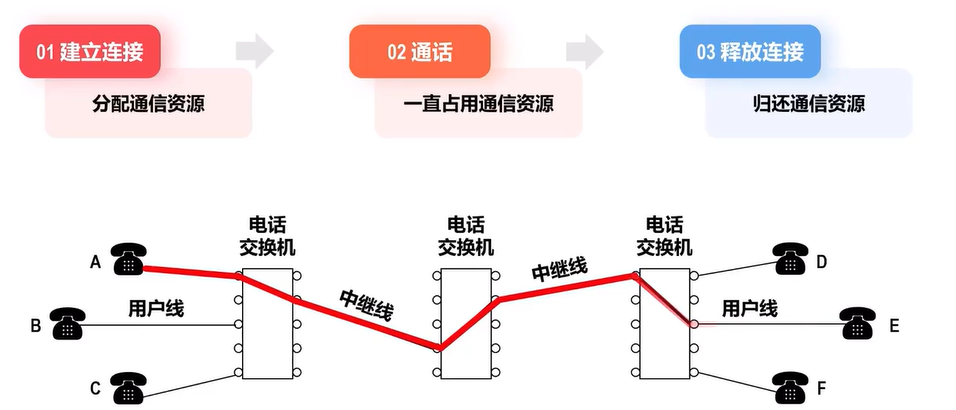 01 建立连接
02 通话
03 释放连接
分配通信资源
一直占用通信资源
归还通信资源
电话
交换机
电话
交换机
电话
交换机
A
中继线
中继线
D
B
用户线
用户线
E
C
F